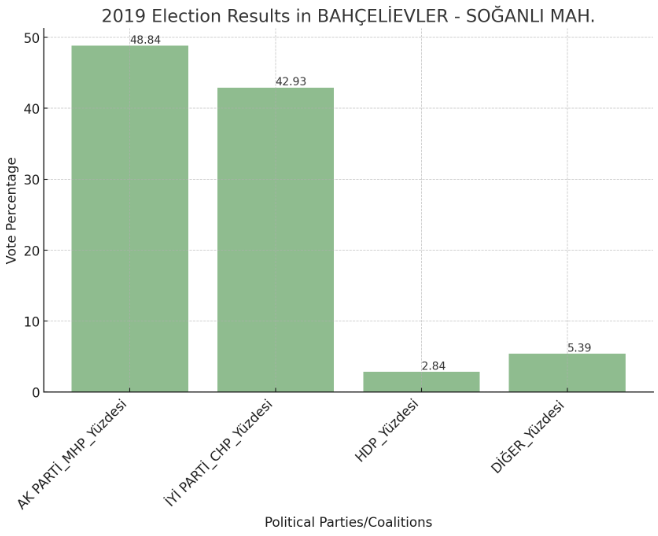 2019 Election Results in BAHÇELİEVLER - SOĞANLI MAH.
50
40
30
20
10
0
Vote Percentage
48.84
42.93
2.84
5.39
AK PARTİ_MHP_Yüzdesi
İYİ PARTİ_CHP_Yüzdesi
HDP_Yüzdesi
DİĞER_Yüzdesi
Political Parties/Coalitions